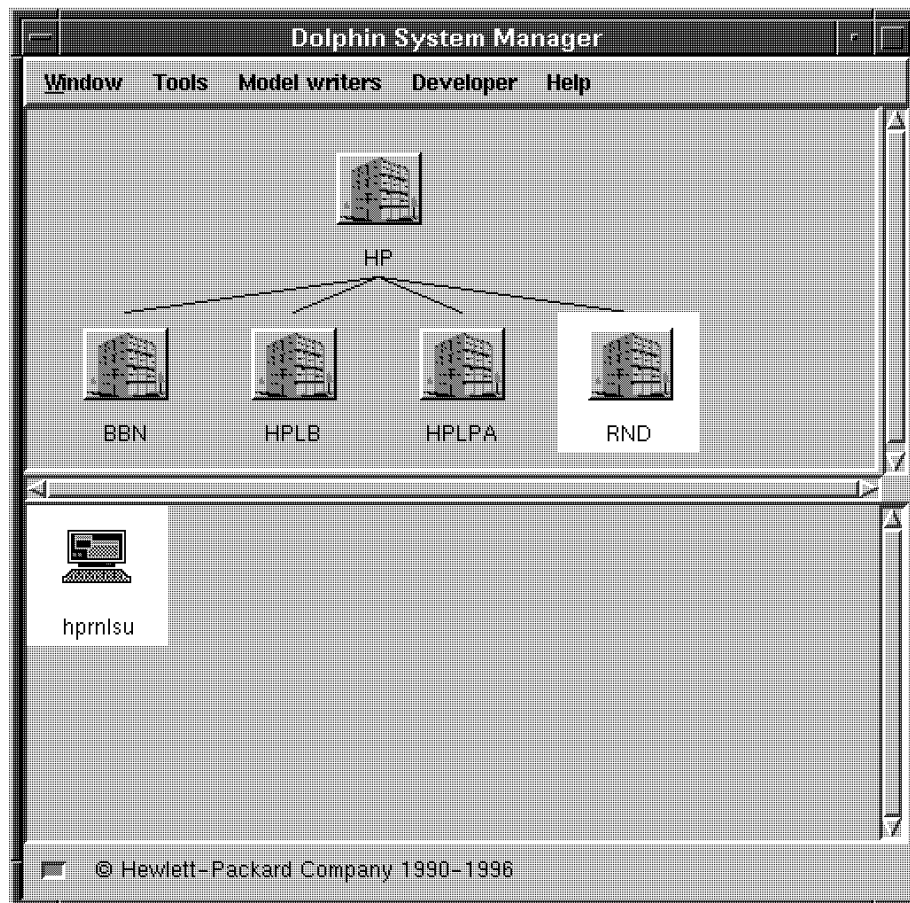 Dolphin System Manager
Window Tools Model writers Developer Help
HP
BBN HPLB HPLPA RND
hprnlsu
© Hewlett-Packard Company 1990-1996